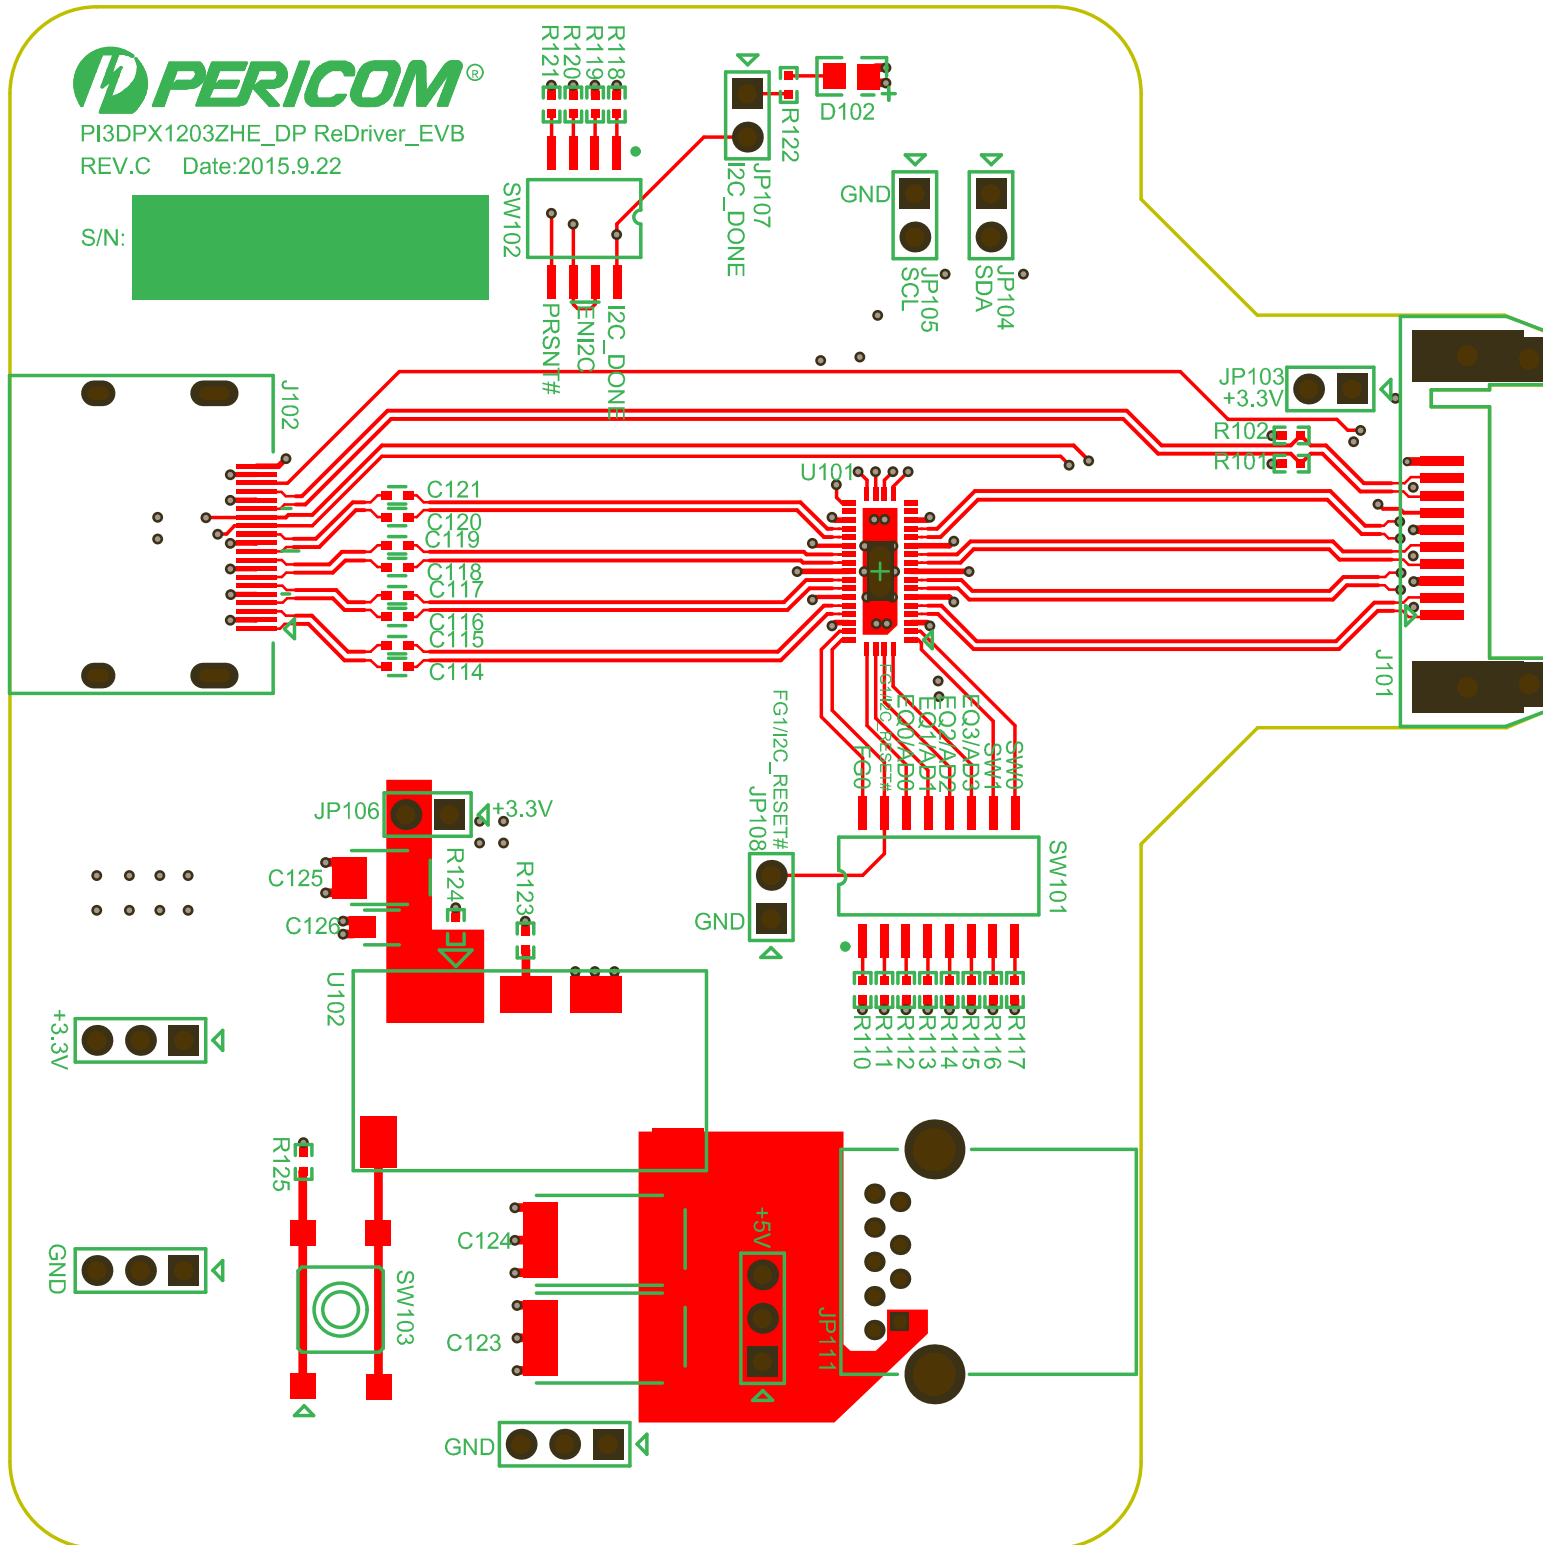 PERICOM®
PI3DPX1203ZHE_DP ReDriver_EVB
REV.C Date:2015.9.22
S/N:
R121
R120
R119
R118
SW102
PRSNT#
ENI2C
I2C_DONE
JP107
I2C_DONE
R122
D102
+
GND
JP105
SCL
JP104
SDA
J102
JP103
+3.3V
R102
R101
J101
U101
C121
C120
C119
C118
C117
C116
C115
C114
FG1/I2C_RESET#
JP108
GND
FG0
FG1/I2C_RESET#
EQ0/AD0
EQ1/AD1
EQ2/AD2
EQ3/AD3
SW1
SW0
SW101
R110
R111
R112
R113
R114
R115
R116
R117
JP106
+3.3V
C125
C126
R124
R123
U102
+3.3V
GND
R125
SW103
C124
C123
+5V
JP111
GND